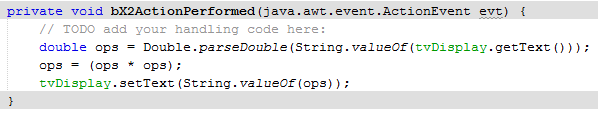 private void bX2ActionPerformed(java.awt.event.ActionEvent evt) {
// TODO add your handling code here:
double ops = Double.parseDouble(String.valueOf(tvDisplay.getText()));
ops = (ops * ops);
tvDisplay.setText(String.valueOf(ops));
}